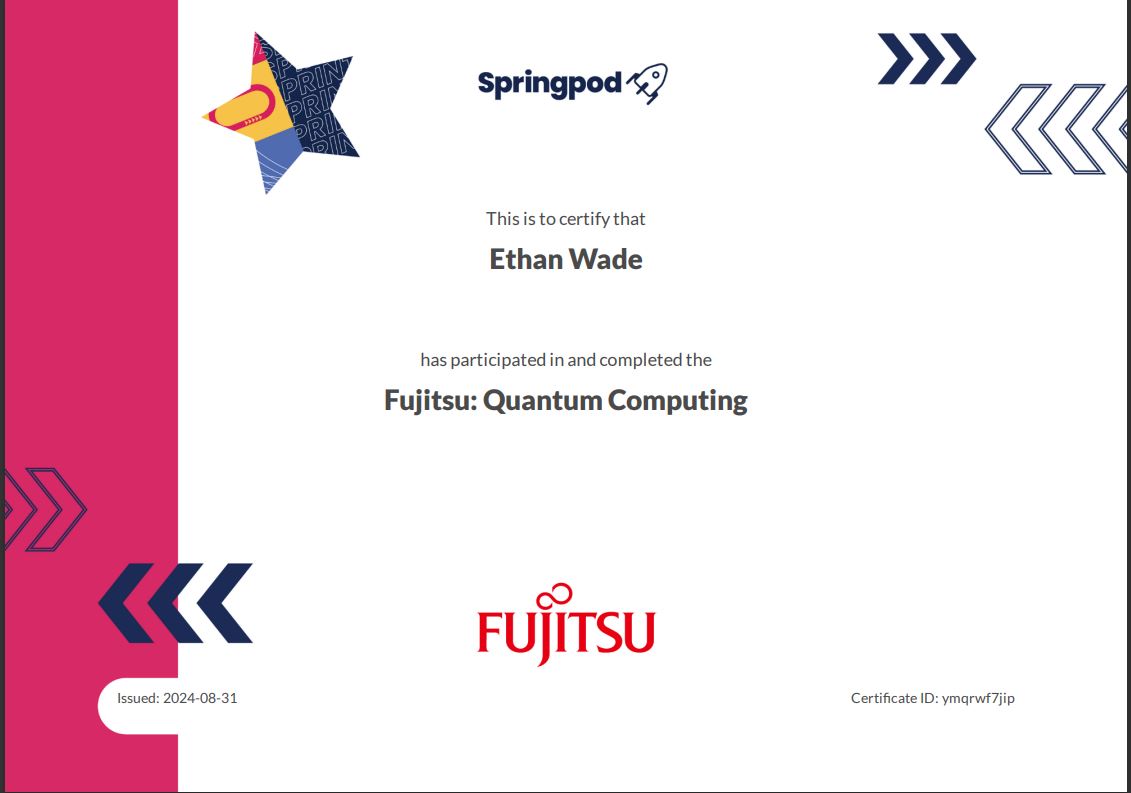 Springpod
This is to certify that
Ethan Wade
has participated in and completed the
Fujitsu: Quantum Computing
FUJITSU
Issued: 2024-08-31
Certificate ID: ymqrwf7jip